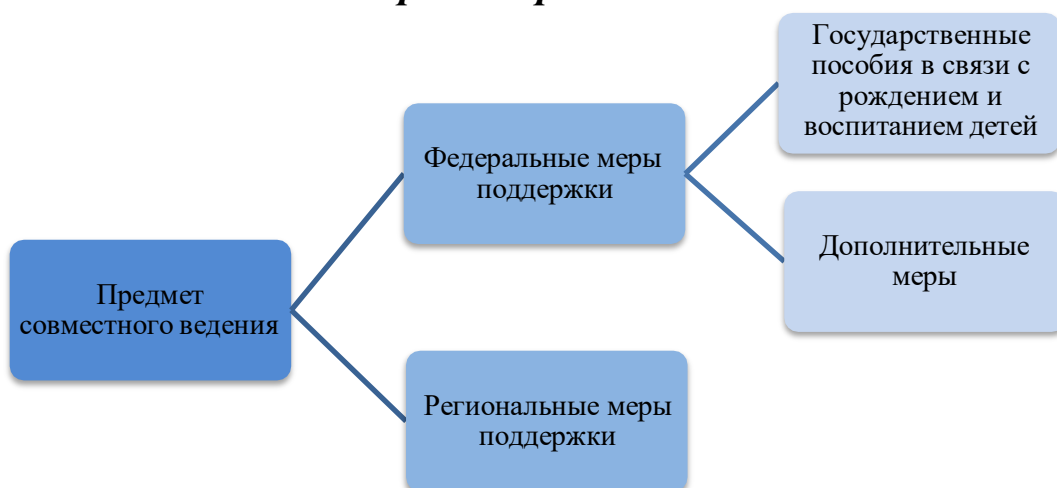 Государственные
пособия в связи с
рождением и
воспитанием детей
Федеральные меры
поддержки
Дополнительные
меры
Предмет
совместного ведения
Региональные меры
поддержки